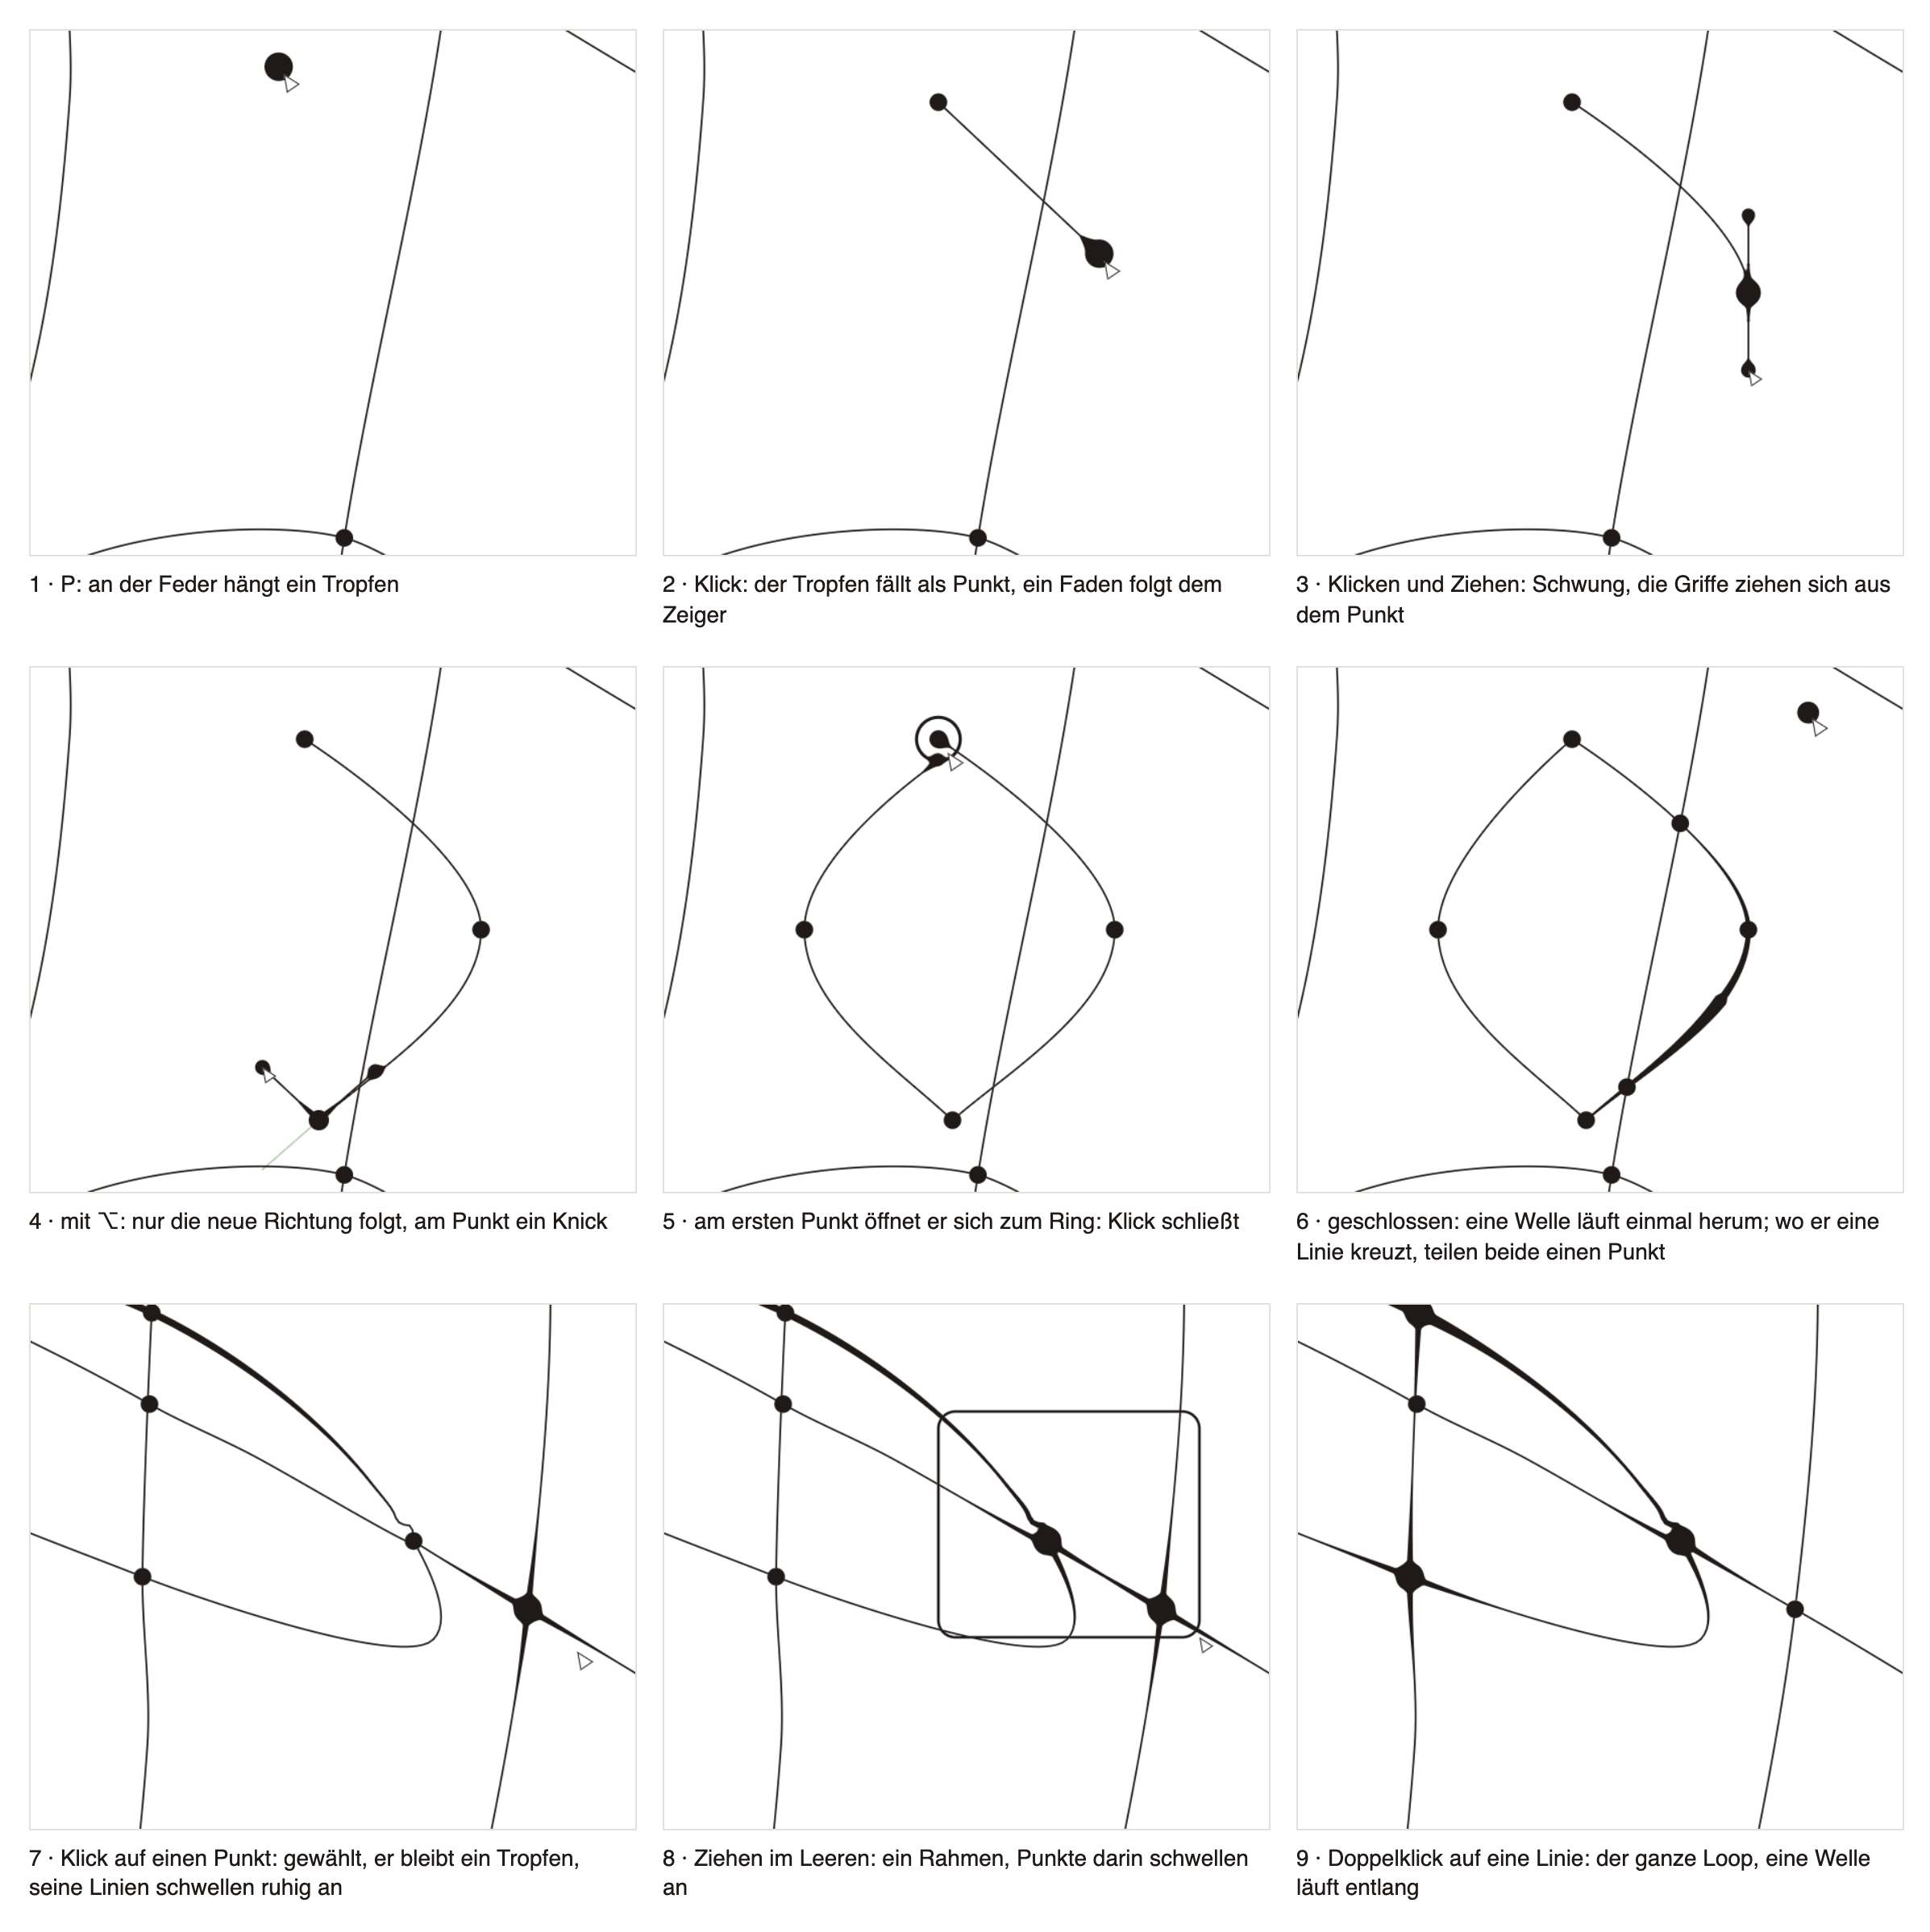 1 · P: an der Feder hängt ein Tropfen
2 · Klick: der Tropfen fällt als Punkt, ein Faden folgt dem
Zeiger
3 · Klicken und Ziehen: Schwung, die Griffe ziehen sich aus
dem Punkt
4 · mit ⌥: nur die neue Richtung folgt, am Punkt ein Knick
5 · am ersten Punkt öffnet er sich zum Ring: Klick schließt
6 · geschlossen: eine Welle läuft einmal herum; wo er eine
Linie kreuzt, teilen beide einen Punkt
7 · Klick auf einen Punkt: gewählt, er bleibt ein Tropfen,
seine Linien schwellen ruhig an
8 · Ziehen im Leeren: ein Rahmen, Punkte darin schwellen
an
9 · Doppelklick auf eine Linie: der ganze Loop, eine Welle
läuft entlang